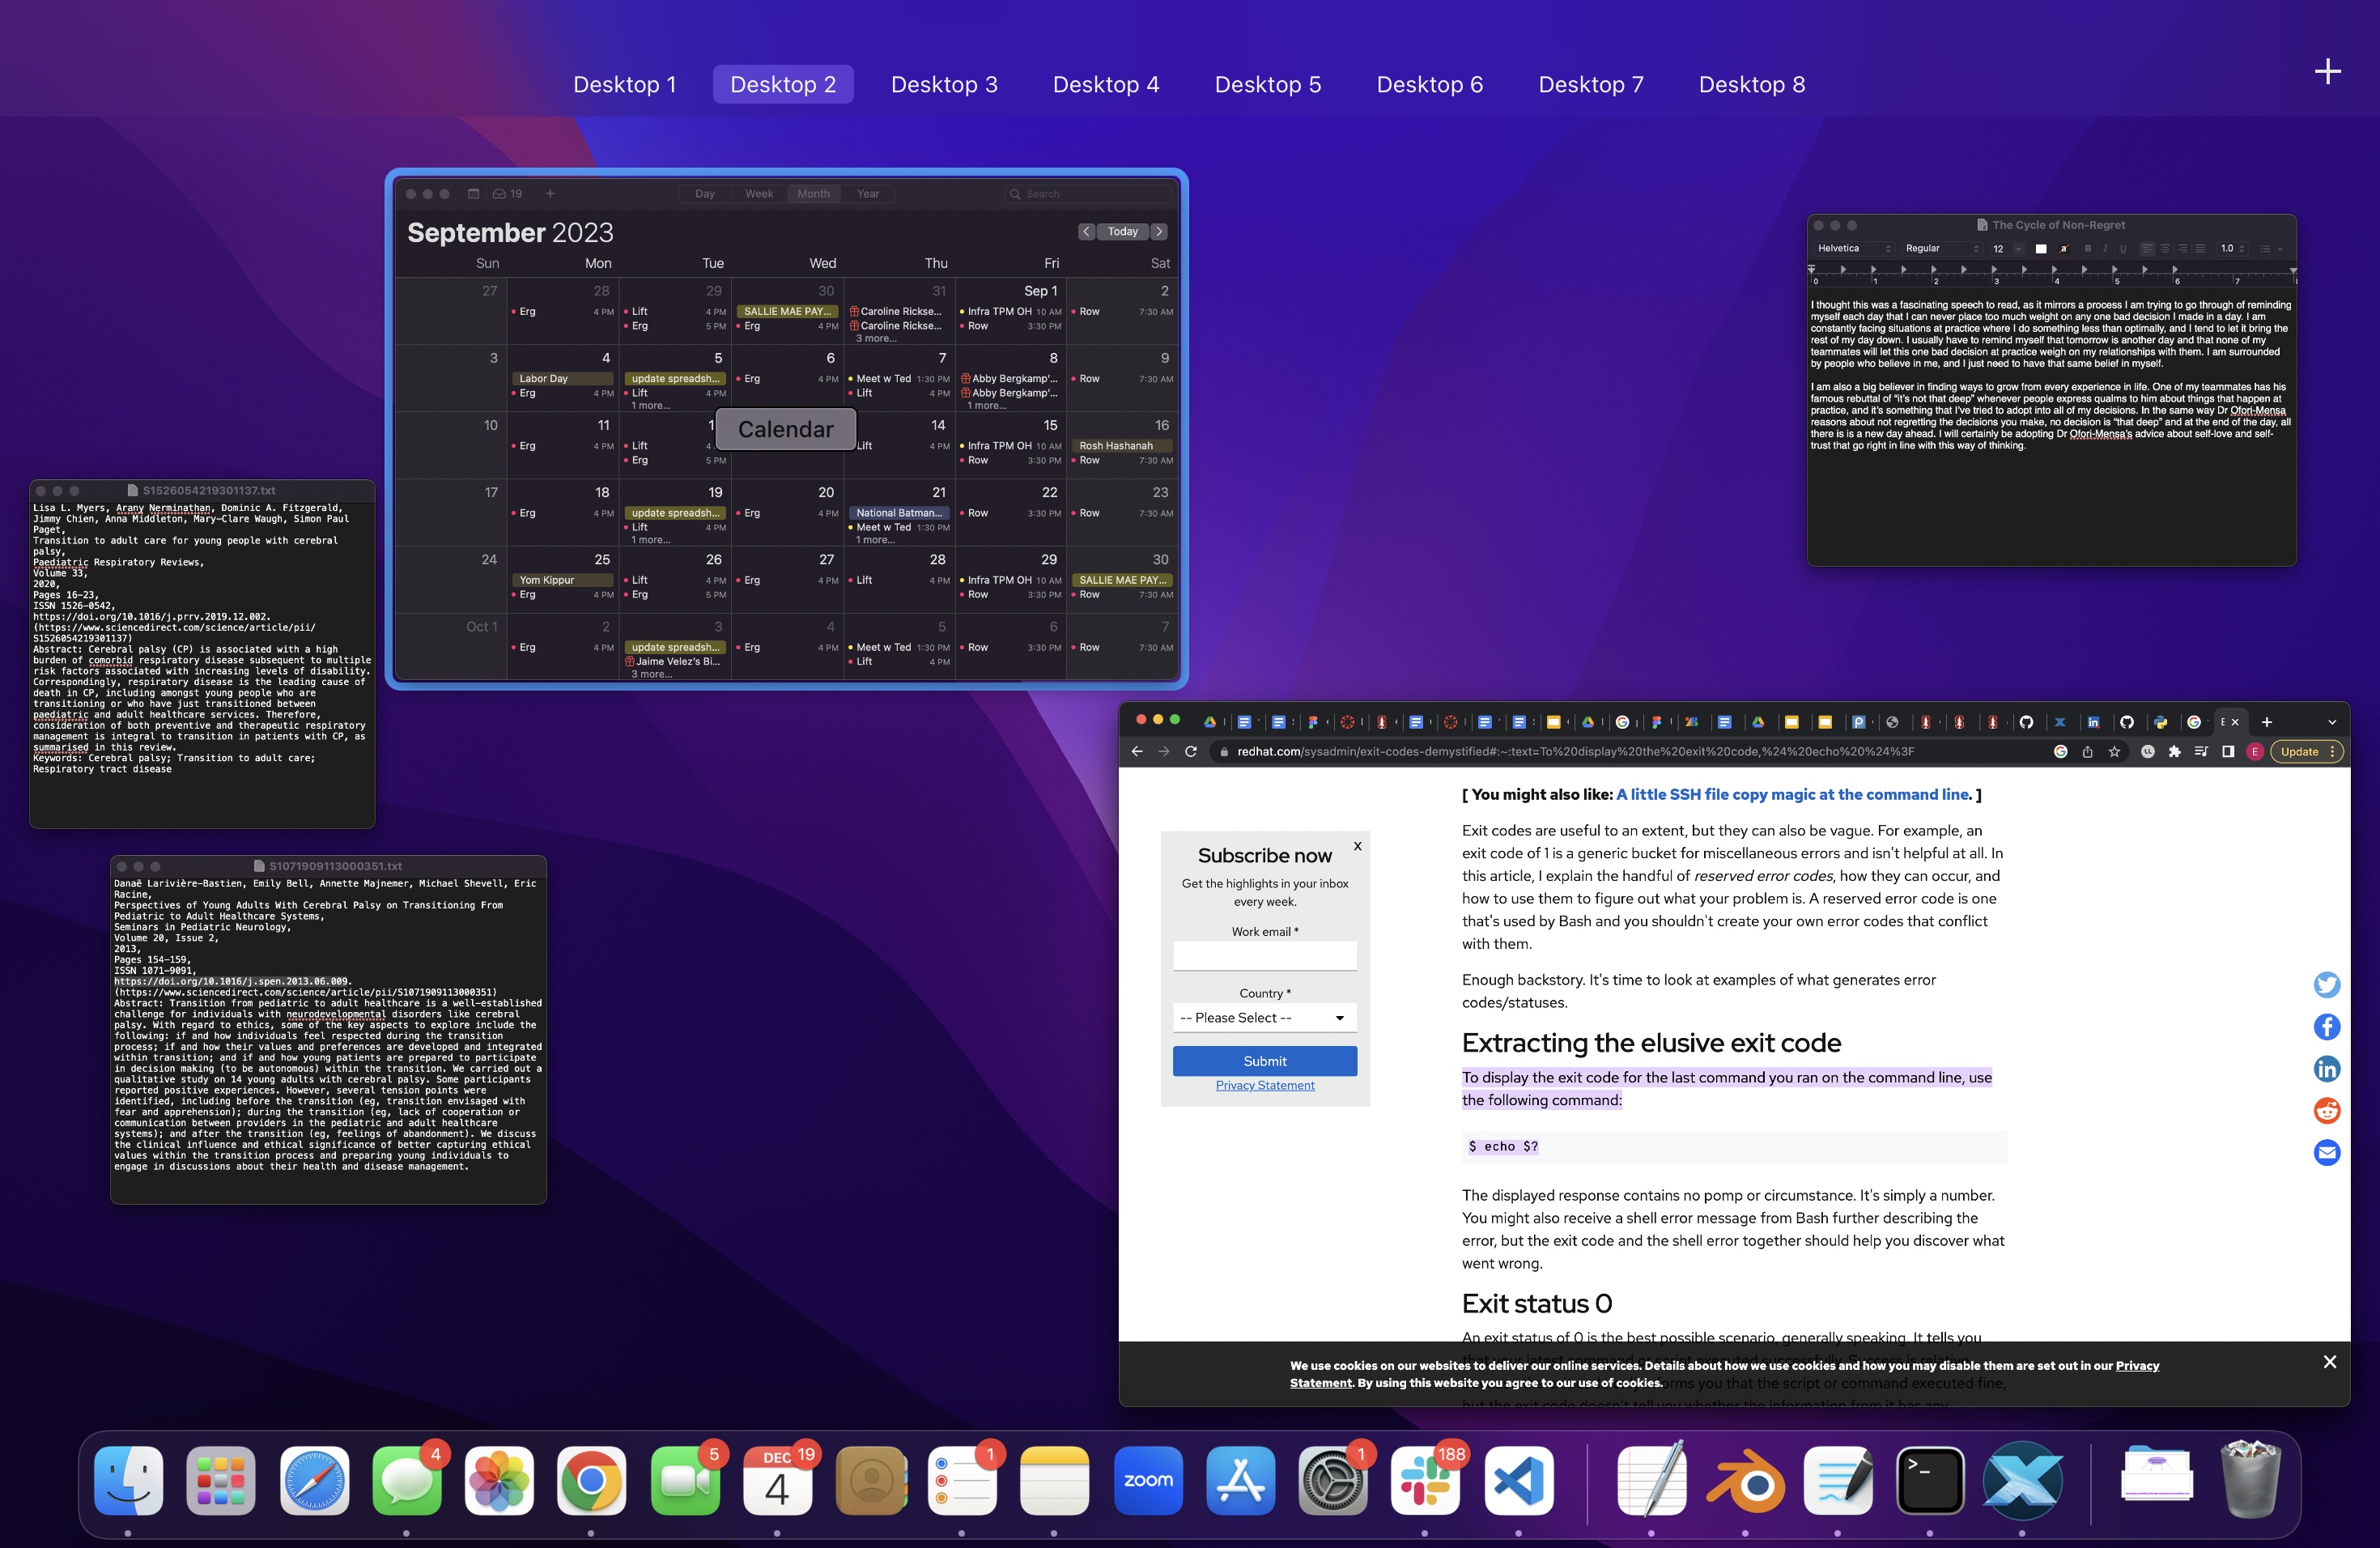 Desktop 1
Desktop 2
Desktop 3
Desktop 4
Desktop 5
Desktop 6
Desktop 7
Desktop 8
19
Day
Week
Month
Year
Search
September 2023
Today
Sun
Mon
Tue
Wed
Thu
Fri
Sat
27
28
29
30
31
Sep 1
2
Erg 4 PM
Lift 4 PM
Erg 5 PM
SALLIE MAE PAY...
Erg 4 PM
Caroline Rickse...
Caroline Rickse...
3 more...
Infra TPM OH 10 AM
Row 3:30 PM
Row 7:30 AM
3
4
5
6
7
8
9
Labor Day
Erg 4 PM
update spreadsh...
Lift 4 PM
1 more...
Erg 4 PM
Meet w Ted 1:30 PM
Lift 4 PM
Abby Bergkamp'...
Abby Bergkamp'...
1 more...
Row 7:30 AM
10
11
1
14
15
16
Erg 4 PM
Lift 4 P
Erg 5 PM
Calendar
Lift 4 PM
Infra TPM OH 10 AM
Row 3:30 PM
Rosh Hashanah
Row 7:30 AM
17
18
19
20
21
22
23
Erg 4 PM
update spreadsh...
Lift 4 PM
1 more...
Erg 4 PM
National Batman...
Meet w Ted 1:30 PM
1 more...
Row 3:30 PM
Row 7:30 AM
24
25
26
27
28
29
30
Yom Kippur
Erg 4 PM
Lift 4 PM
Erg 5 PM
Erg 4 PM
Lift 4 PM
Infra TPM OH 10 AM
Row 3:30 PM
SALLIE MAE PAY...
Row 7:30 AM
Oct 1
2
3
4
5
6
7
Erg 4 PM
update spreadsh...
Jaime Velez's Bi...
3 more...
Erg 4 PM
Meet w Ted 1:30 PM
Lift 4 PM
Row 3:30 PM
Row 7:30 AM
The Cycle of Non-Regret
Helvetica
Regular
12
B I U
1.0
0 1 2 3 4 5 6 7
I thought this was a fascinating speech to read, as it mirrors a process I am trying to go through of reminding
myself each day that I can never place too much weight on any one bad decision I made in a day. I am
constantly facing situations at practice where I do something less than optimally, and I tend to let it bring the
rest of my day down. I usually have to remind myself that tomorrow is another day and that none of my
teammates will let this one bad decision at practice weigh on my relationships with them. I am surrounded
by people who believe in me, and I just need to have that same belief in myself.
I am also a big believer in finding ways to grow from every experience in life. One of my teammates has his
famous rebuttal of “it's not that deep” whenever people express qualms to him about things that happen at
practice, and it's something that I've tried to adopt into all of my decisions. In the same way Dr Ofori-Mensa
reasons about not regretting the decisions you make, no decision is “that deep” and at the end of the day, all
there is is a new day ahead. I will certainly be adopting Dr Ofori-Mensa's advice about self-love and self-
trust that go right in line with this way of thinking.
S1526054219301137.txt
Lisa L. Myers, Arany Nerminathan, Dominic A. Fitzgerald,
Jimmy Chien, Anna Middleton, Mary-Clare Waugh, Simon Paul
Paget,
Transition to adult care for young people with cerebral
palsy,
Paediatric Respiratory Reviews,
Volume 33,
2020,
Pages 16-23,
ISSN 1526-0542,
https://doi.org/10.1016/j.prrv.2019.12.002.
(https://www.sciencedirect.com/science/article/pii/
S1526054219301137)
Abstract: Cerebral palsy (CP) is associated with a high
burden of comorbid respiratory disease subsequent to multiple
risk factors associated with increasing levels of disability.
Correspondingly, respiratory disease is the leading cause of
death in CP, including amongst young people who are
transitioning or who have just transitioned between
paediatric and adult healthcare services. Therefore,
consideration of both preventive and therapeutic respiratory
management is integral to transition in patients with CP, as
summarised in this review.
Keywords: Cerebral palsy; Transition to adult care;
Respiratory tract disease
S1071909113000351.txt
Danaë Larivière-Bastien, Emily Bell, Annette Majnemer, Michael Shevell, Eric
Racine,
Perspectives of Young Adults With Cerebral Palsy on Transitioning From
Pediatric to Adult Healthcare Systems,
Seminars in Pediatric Neurology,
Volume 20, Issue 2,
2013,
Pages 154-159,
ISSN 1071-9091,
https://doi.org/10.1016/j.spen.2013.06.009.
(https://www.sciencedirect.com/science/article/pii/S1071909113000351)
Abstract: Transition from pediatric to adult healthcare is a well-established
challenge for individuals with neurodevelopmental disorders like cerebral
palsy. With regard to ethics, some of the key aspects to explore include the
following: if and how individuals feel respected during the transition
process; if and how their values and preferences are developed and integrated
within transition; and if and how young patients are prepared to participate
in decision making (to be autonomous) within the transition. We carried out a
qualitative study on 14 young adults with cerebral palsy. Some participants
reported positive experiences. However, several tension points were
identified, including before the transition (eg, transition envisaged with
fear and apprehension); during the transition (eg, lack of cooperation or
communication between providers in the pediatric and adult healthcare
systems); and after the transition (eg, feelings of abandonment). We discuss
the clinical influence and ethical significance of better capturing ethical
values within the transition process and preparing young individuals to
engage in discussions about their health and disease management.
redhat.com/sysadmin/exit-codes-demystified#:~:text=To%20display%20the%20exit%20code,%24%20echo%20%24%3F
E
Update
[ You might also like: A little SSH file copy magic at the command line. ]
Exit codes are useful to an extent, but they can also be vague. For example, an
exit code of 1 is a generic bucket for miscellaneous errors and isn't helpful at all. In
this article, I explain the handful of reserved error codes, how they can occur, and
how to use them to figure out what your problem is. A reserved error code is one
that's used by Bash and you shouldn't create your own error codes that conflict
with them.
Enough backstory. It's time to look at examples of what generates error
codes/statuses.
Extracting the elusive exit code
To display the exit code for the last command you ran on the command line, use
the following command:
$ echo $?
The displayed response contains no pomp or circumstance. It's simply a number.
You might also receive a shell error message from Bash further describing the
error, but the exit code and the shell error together should help you discover what
went wrong.
Exit status 0
An exit status of 0 is the best possible scenario, generally speaking. It tells you
Subscribe now
x
Get the highlights in your inbox
every week.
Work email *
Country *
-- Please Select --
Submit
Privacy Statement
We use cookies on our websites to deliver our online services. Details about how we use cookies and how you may disable them are set out in our Privacy
Statement. By using this website you agree to our use of cookies.
4
5
DEC
4
19
1
zoom
1
188